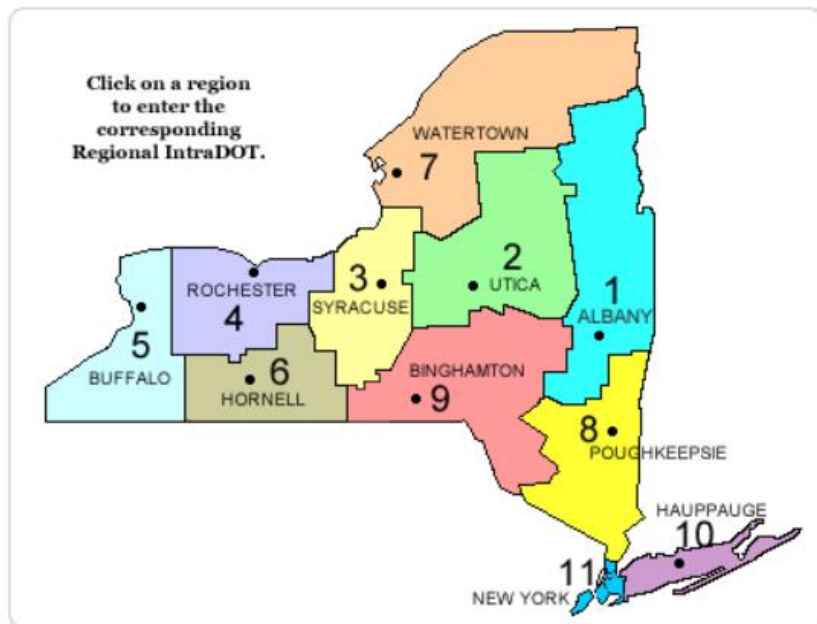 Click on a region
to enter the
corresponding
Regional IntraDOT.
WATERTOWN
7
2
UTICA
3
SYRACUSE
1
ALBANY
ROCHESTER
4
5
BUFFALO
6
HORNELL
BINGHAMTON
9
8
POUGHKEEPSIE
HAUPPAUGE
10
11
NEW YORK